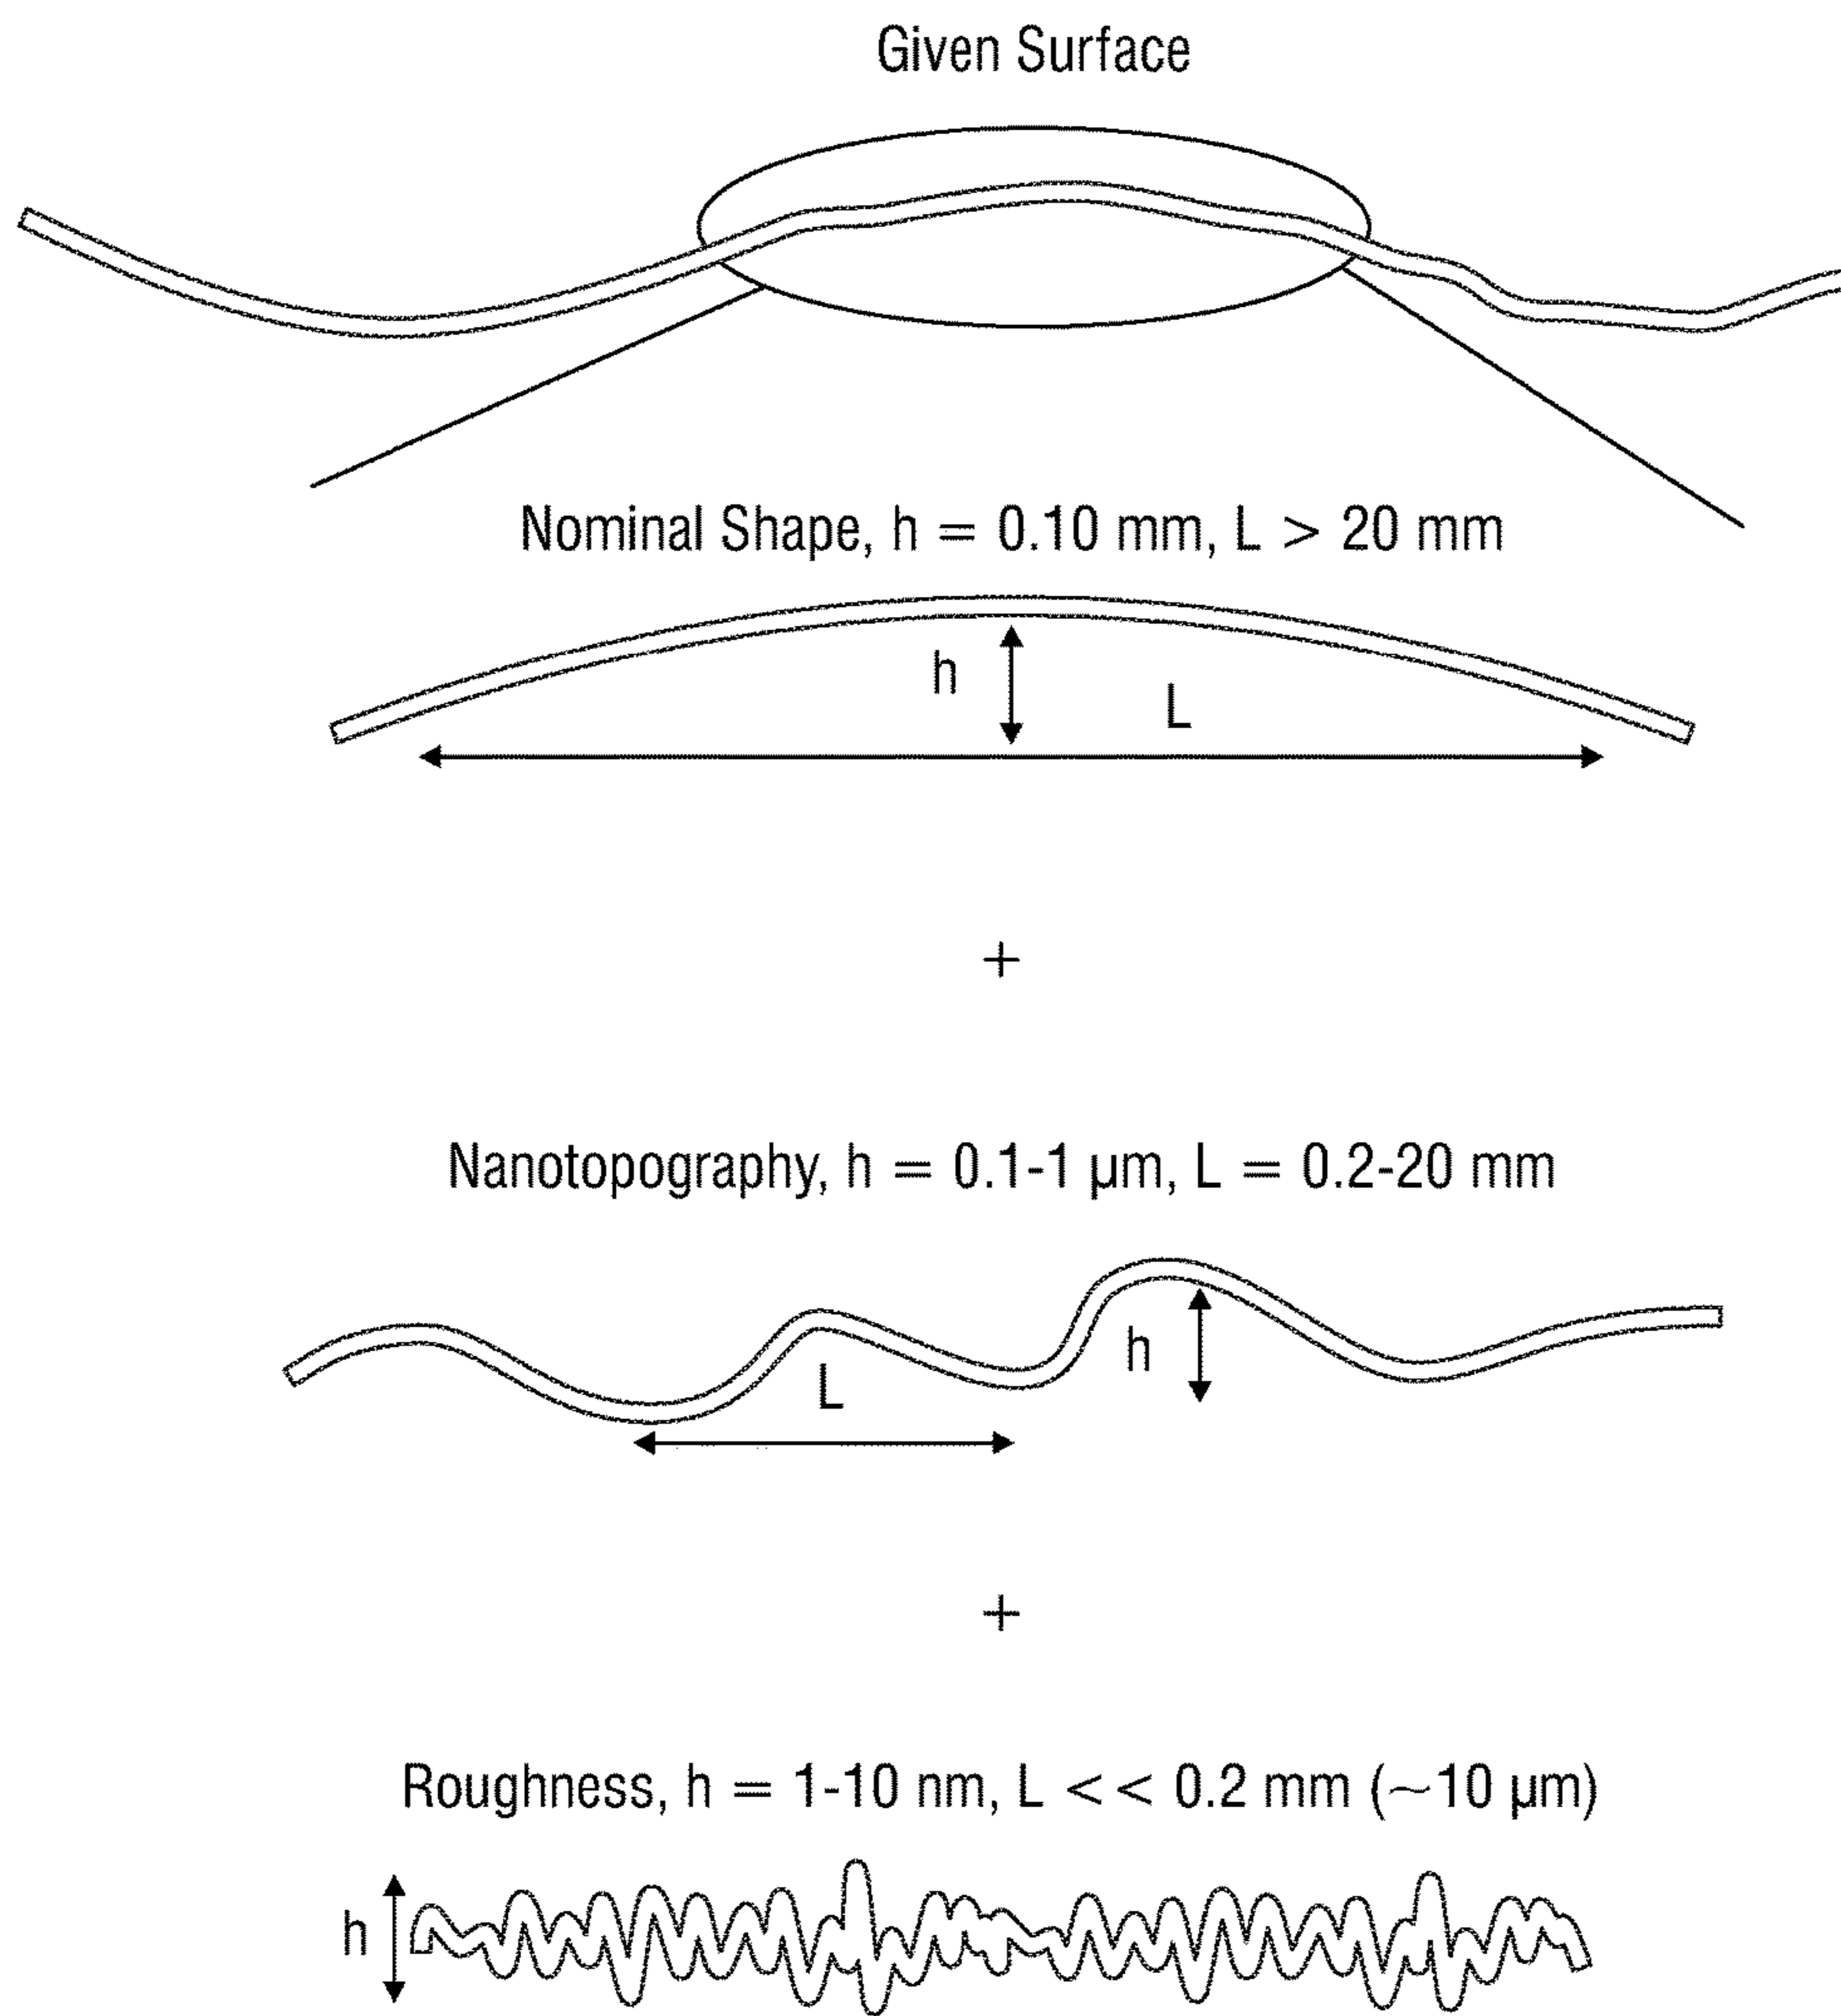 Given Surface
Nominal Shape, h = 0.10 mm, L > 20 mm
h
L
+
Nanotopography, h = 0.1-1 µm, L = 0.2-20 mm
h
L
+
Roughness, h = 1-10 nm, L < < 0.2 mm (~10 µm)
h